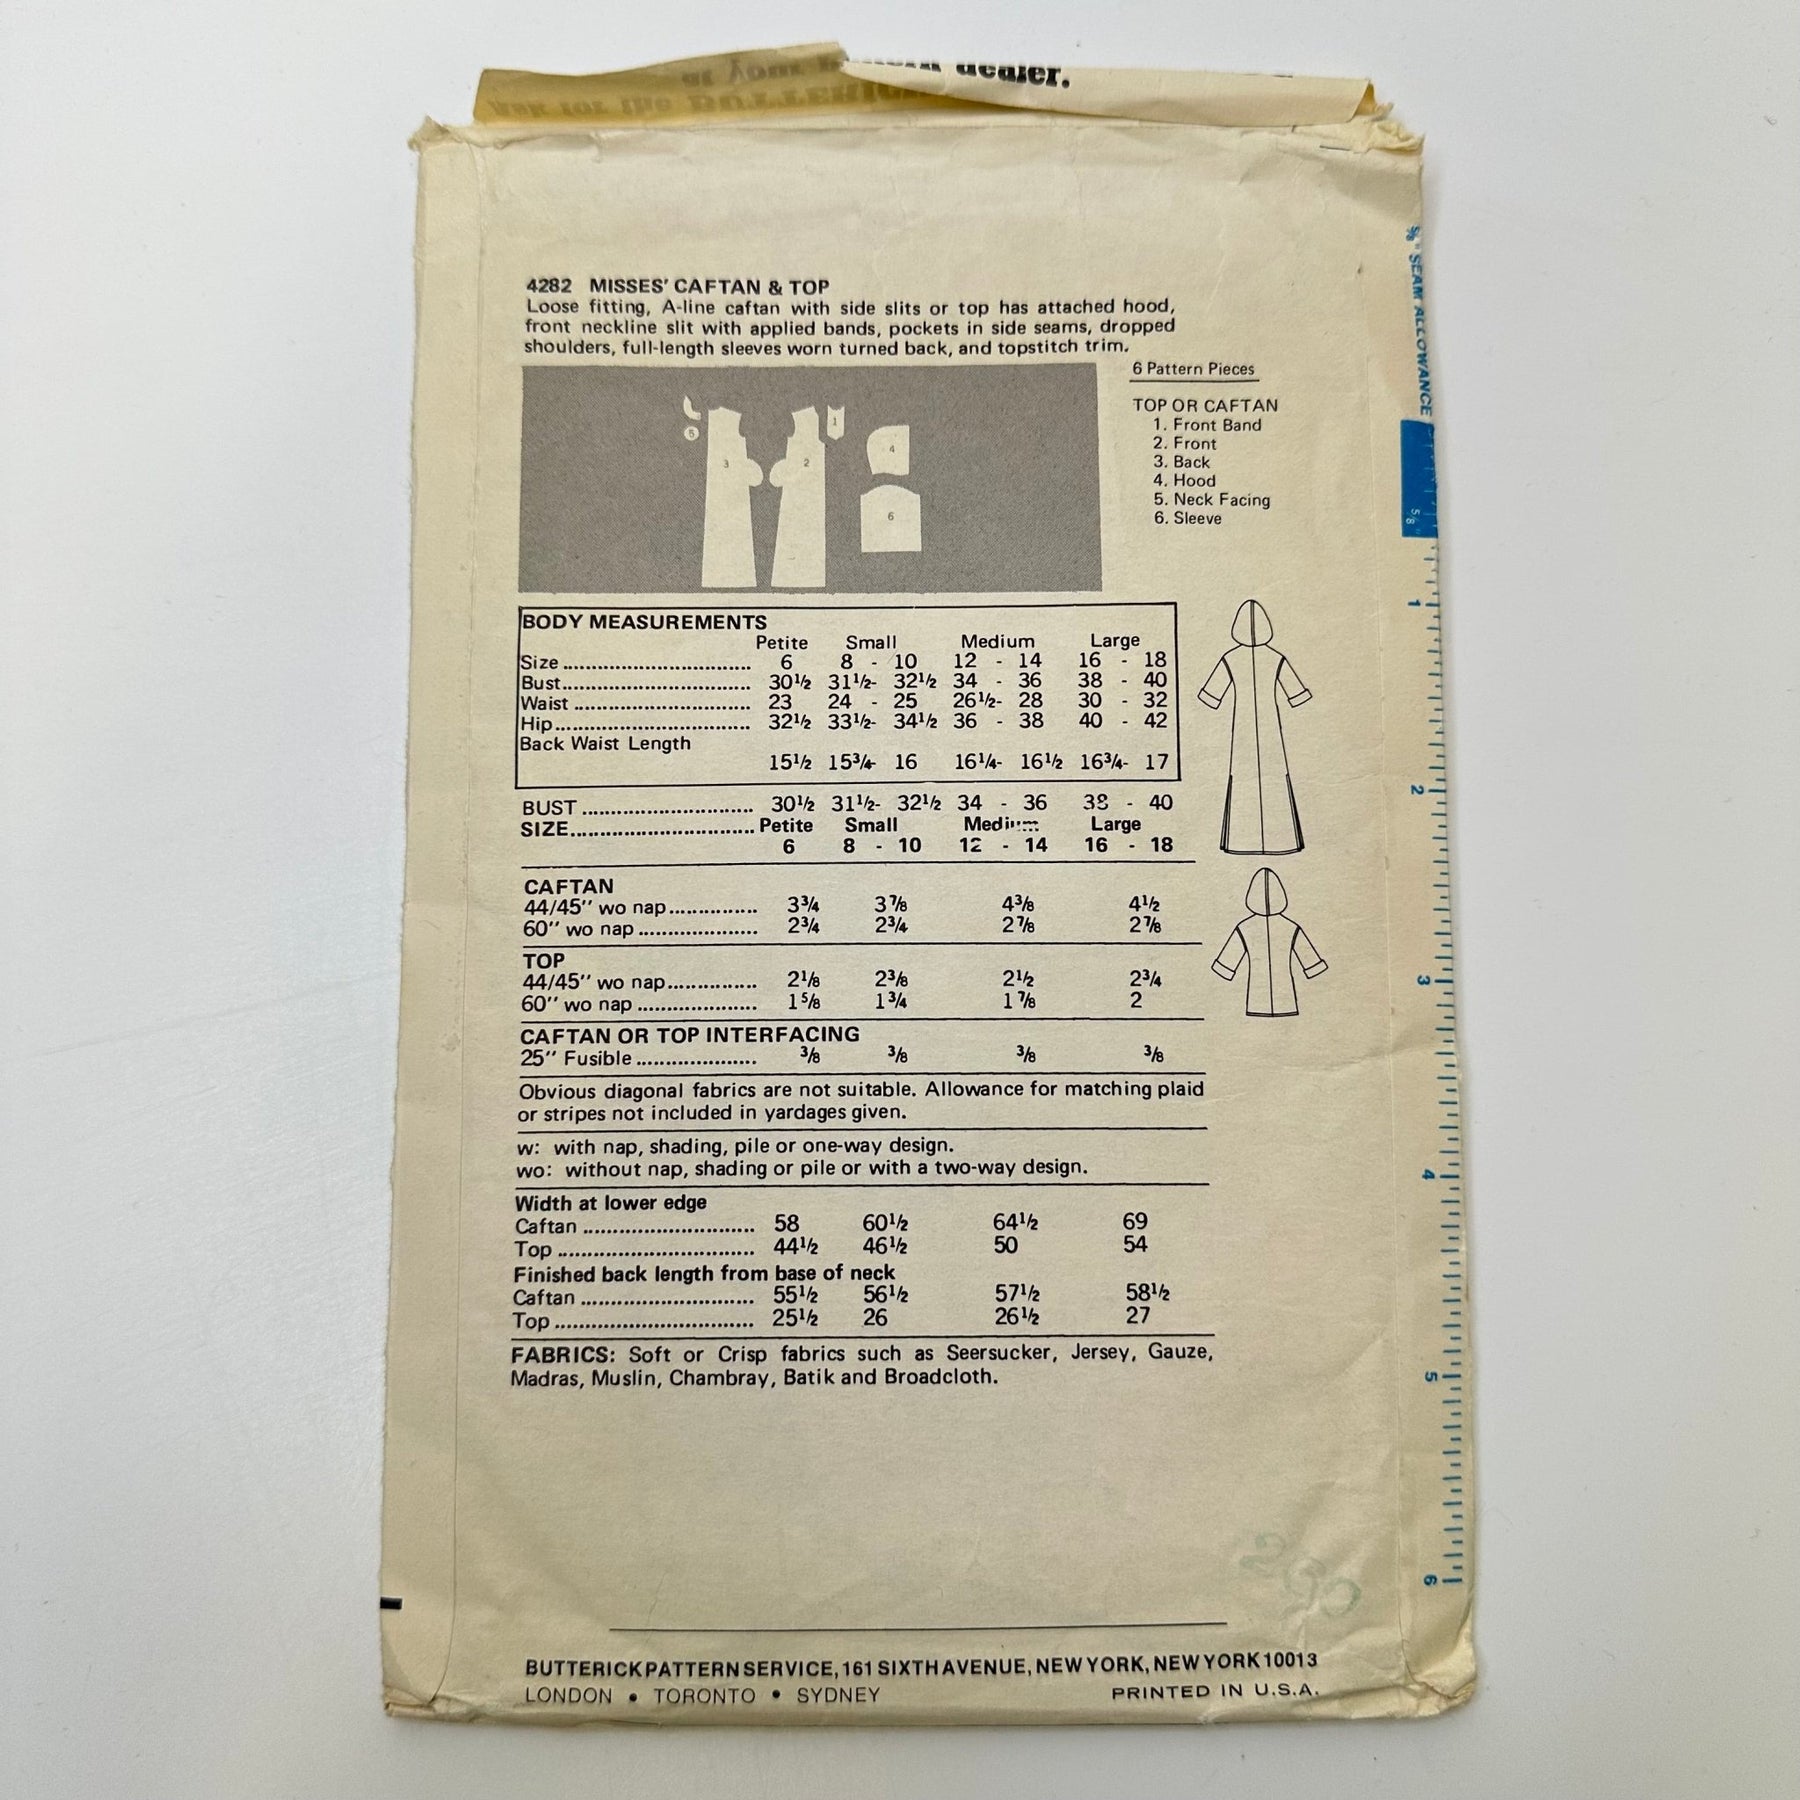 dealer.
4282 MISSES' CAFTAN & TOP
Loose fitting, A-line caftan with side slits or top has attached hood,
front neckline slit with applied bands, pockets in side seams, dropped
shoulders, full-length sleeves worn turned back, and topstitch trim.
6 Pattern Pieces
TOP OR CAFTAN
1. Front Band
2. Front
3. Back
4. Hood
5. Neck Facing
6. Sleeve
5 3 2 1 4 6
BODY MEASUREMENTS
Petite Small Medium Large
Size .............................. 6 8 - 10 12 - 14 16 - 18
Bust.............................. 30½ 31½- 32½ 34 - 36 38 - 40
Waist ............................ 23 24 - 25 26½- 28 30 - 32
Hip............................... 32½ 33½- 34½ 36 - 38 40 - 42
Back Waist Length
15½ 15¾- 16 16¼- 16½ 16¾- 17
BUST ........................... 30½ 31½- 32½ 34 - 36 38 - 40
SIZE.............................. Petite Small Medium Large
6 8 - 10 12 - 14 16 - 18
CAFTAN
44/45" wo nap............... 3¾ 3⅞ 4⅜ 4½
60" wo nap.................... 2¾ 2¾ 2⅞ 2⅞
TOP
44/45" wo nap............... 2⅛ 2⅜ 2½ 2¾
60" wo nap.................... 1⅝ 1¾ 1⅞ 2
CAFTAN OR TOP INTERFACING
25" Fusible.................... ⅜ ⅜ ⅜ ⅜
Obvious diagonal fabrics are not suitable. Allowance for matching plaid
or stripes not included in yardages given.
w: with nap, shading, pile or one-way design.
wo: without nap, shading or pile or with a two-way design.
Width at lower edge
Caftan ............................ 58 60½ 64½ 69
Top ................................ 44½ 46½ 50 54
Finished back length from base of neck
Caftan ............................ 55½ 56½ 57½ 58½
Top ................................ 25½ 26 26½ 27
FABRICS: Soft or Crisp fabrics such as Seersucker, Jersey, Gauze,
Madras, Muslin, Chambray, Batik and Broadcloth.
BUTTERICK PATTERN SERVICE, 161 SIXTH AVENUE, NEW YORK, NEW YORK 10013
LONDON • TORONTO • SYDNEY PRINTED IN U.S.A.
⅝" SEAM ALLOWANCE
⅝
1
2
3
4
5
6